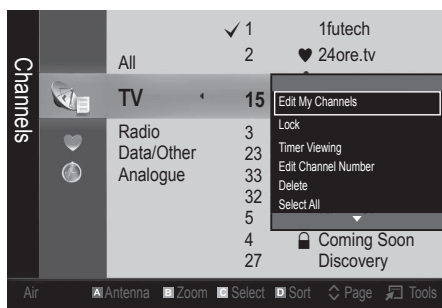 Channels
1 1futech
All 2 24ore.tv
TV 15
Edit My Channels
Lock
Timer Viewing
Edit Channel Number
Delete
Select All
Radio 3
Data/Other 23
Analogue 33
32
5
4 Coming Soon
27 Discovery
Air A Antenna B Zoom C Select D Sort Page Tools